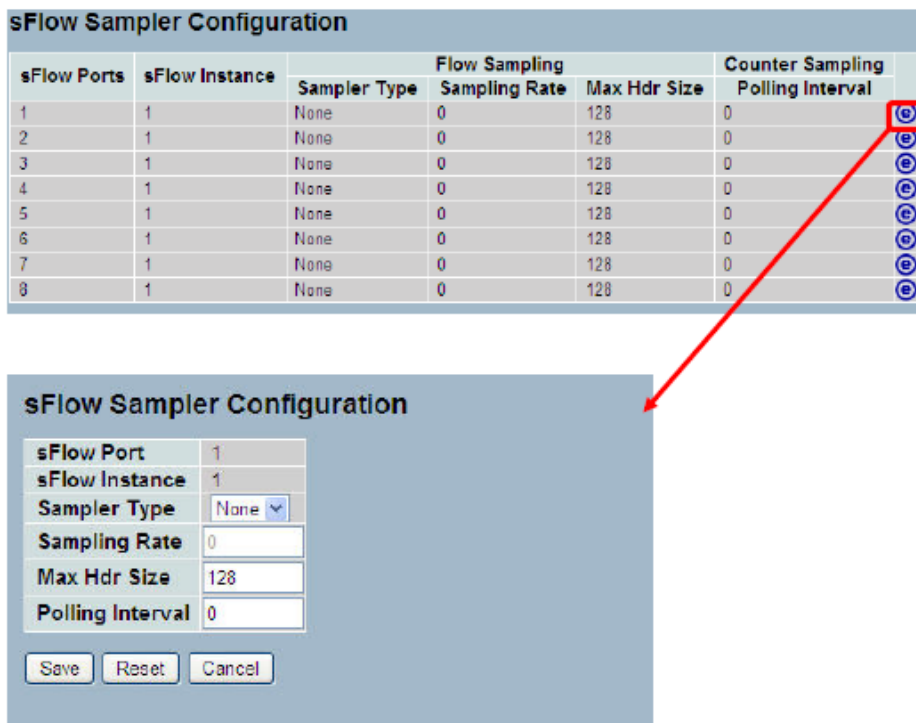 sFlow Sampler Configuration
sFlow Ports sFlow Instance Flow Sampling Counter Sampling
Sampler Type Sampling Rate Max Hdr Size Polling Interval
1 1 None 0 128 0 e
2 1 None 0 128 0 e
3 1 None 0 128 0 e
4 1 None 0 128 0 e
5 1 None 0 128 0 e
6 1 None 0 128 0 e
7 1 None 0 128 0 e
8 1 None 0 128 0 e
sFlow Sampler Configuration
sFlow Port 1
sFlow Instance 1
Sampler Type None
Sampling Rate 0
Max Hdr Size 128
Polling Interval 0
Save Reset Cancel